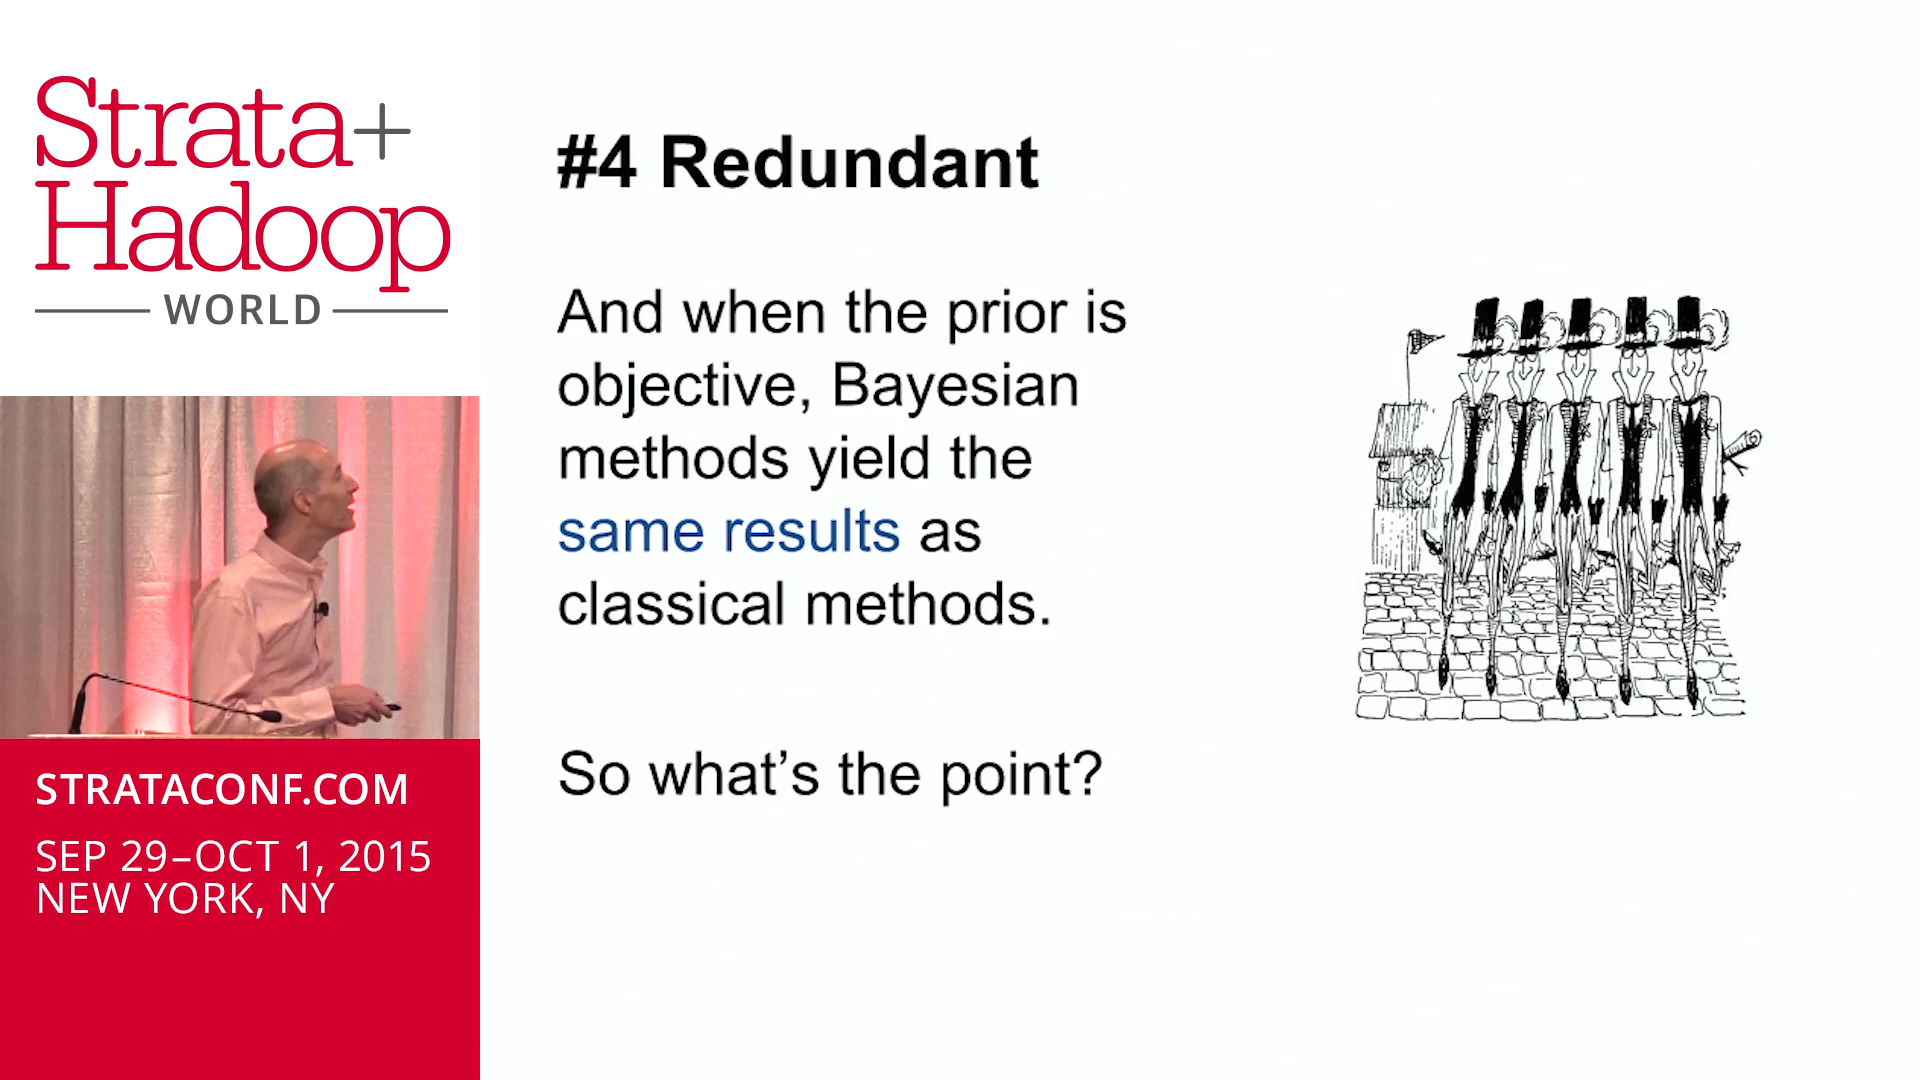 Strata+
Hadoop
WORLD
STRATACONF.COM
SEP 29–OCT 1, 2015
NEW YORK, NY
#4 Redundant
And when the prior is
objective, Bayesian
methods yield the
same results as
classical methods.
So what’s the point?